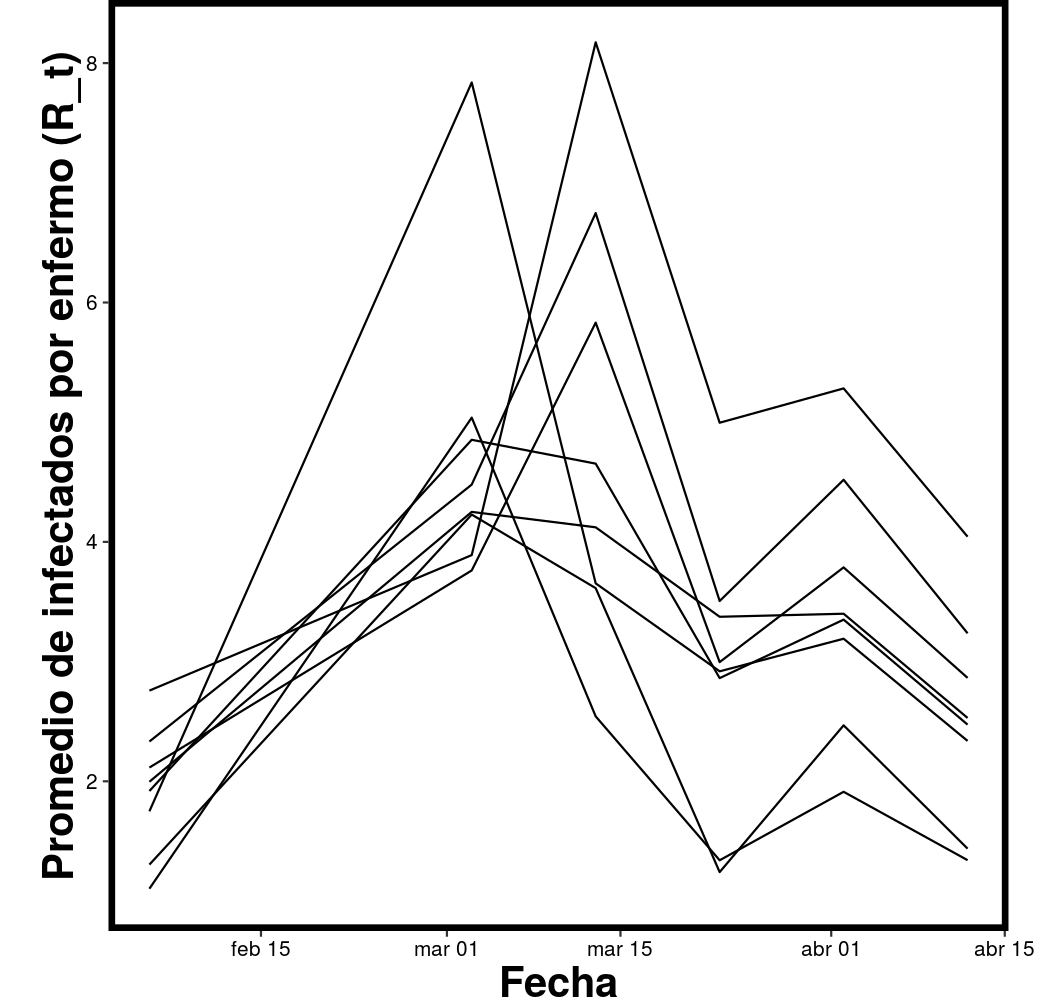 Promedio de infectados por enfermo (R_t)
8
6
4
2
feb 15
mar 01
mar 15
abr 01
abr 15
Fecha